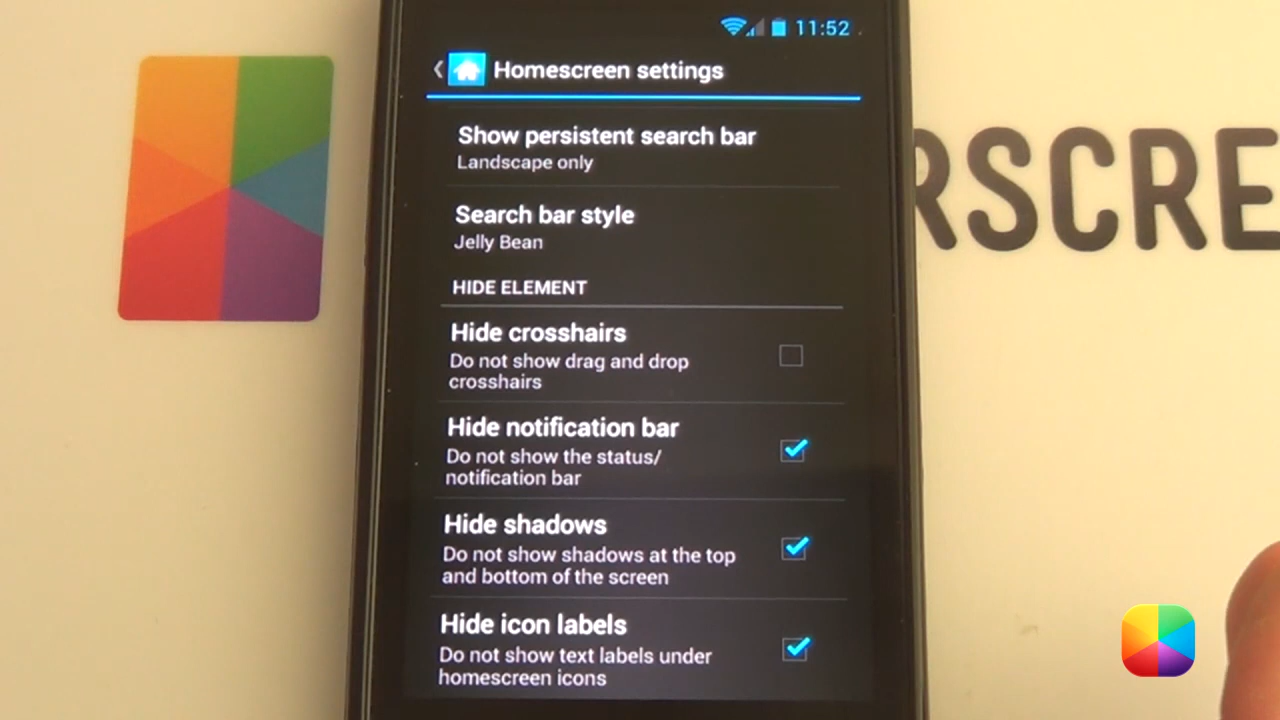 11:52
Homescreen settings
Show persistent search bar
Landscape only
Search bar style
Jelly Bean
HIDE ELEMENT
Hide crosshairs
Do not show drag and drop
crosshairs
Hide notification bar
Do not show the status/
notification bar
Hide shadows
Do not show shadows at the top
and bottom of the screen
Hide icon labels
Do not show text labels under
homescreen icons
RSCRE